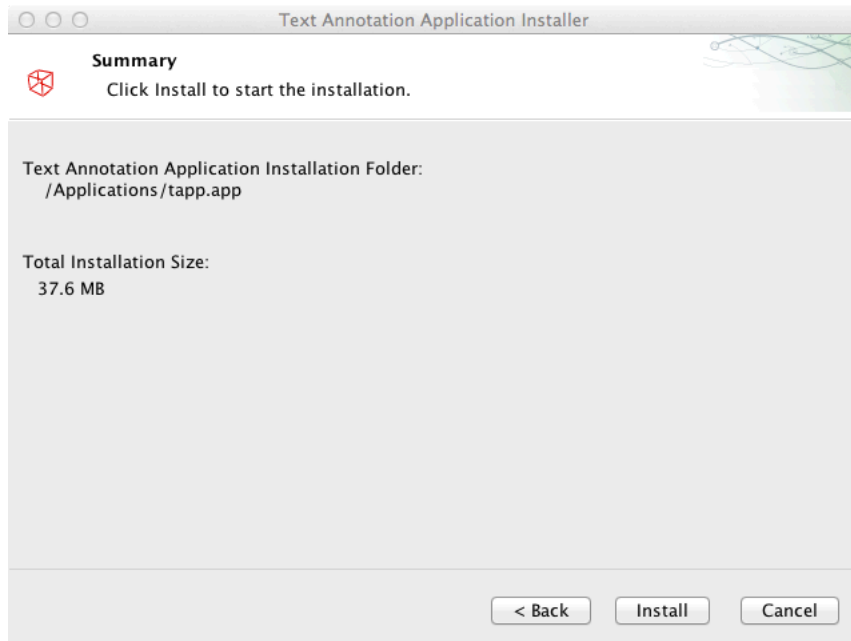 Text Annotation Application Installer
Summary
Click Install to start the installation.
Text Annotation Application Installation Folder:
/Applications/tapp.app
Total Installation Size:
37.6 MB
< Back
Install
Cancel